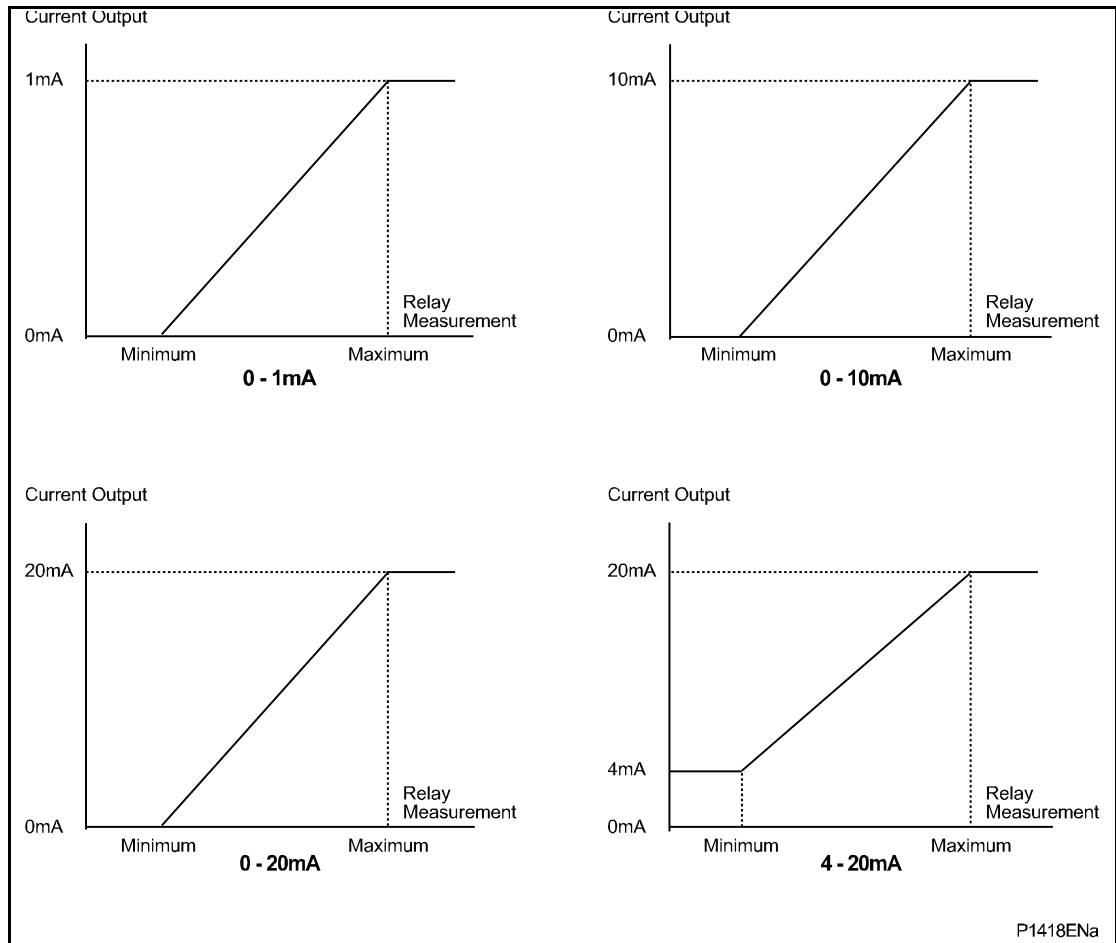 Current Output
1mA
0mA
Relay
Measurement
Minimum
Maximum
0 - 1mA
Current Output
10mA
0mA
Relay
Measurement
Minimum
Maximum
0 - 10mA
Current Output
20mA
0mA
Relay
Measurement
Minimum
Maximum
0 - 20mA
Current Output
20mA
4mA
0mA
Relay
Measurement
Minimum
Maximum
4 - 20mA
P1418ENa